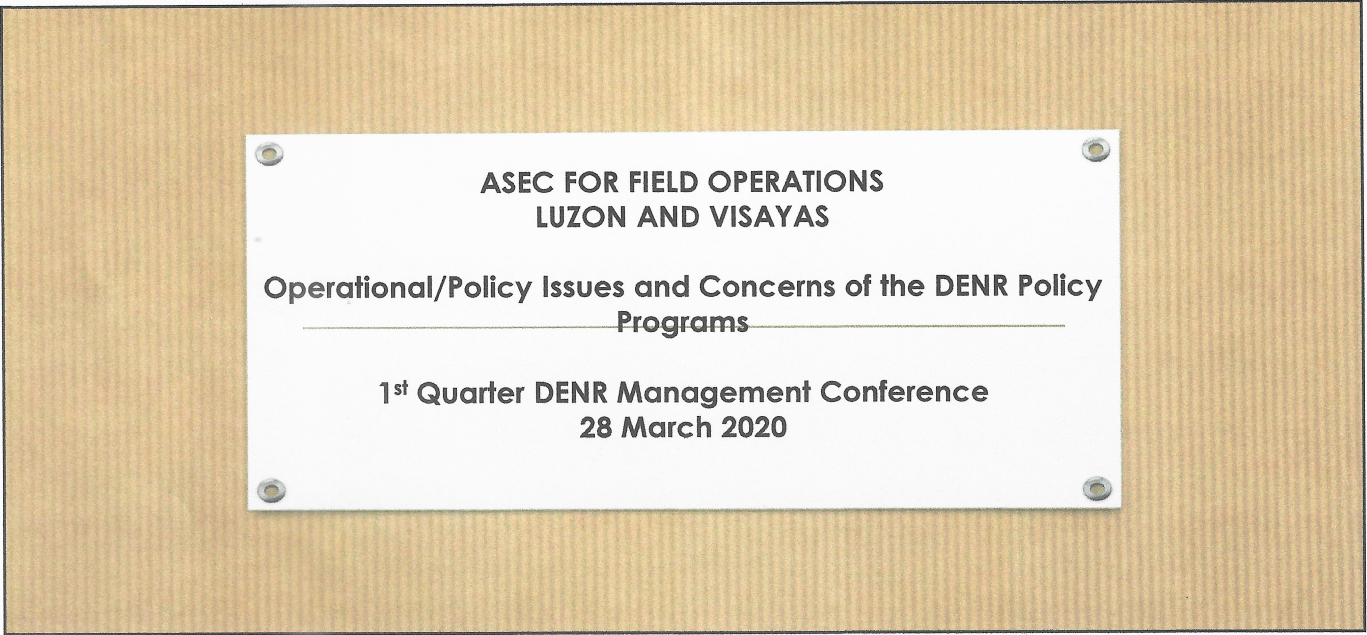 ASEC FOR FIELD OPERATIONS
LUZON AND VISAYAS
Operational/Policy Issues and Concerns of the DENR Policy
Programs
1st Quarter DENR Management Conference
28 March 2020